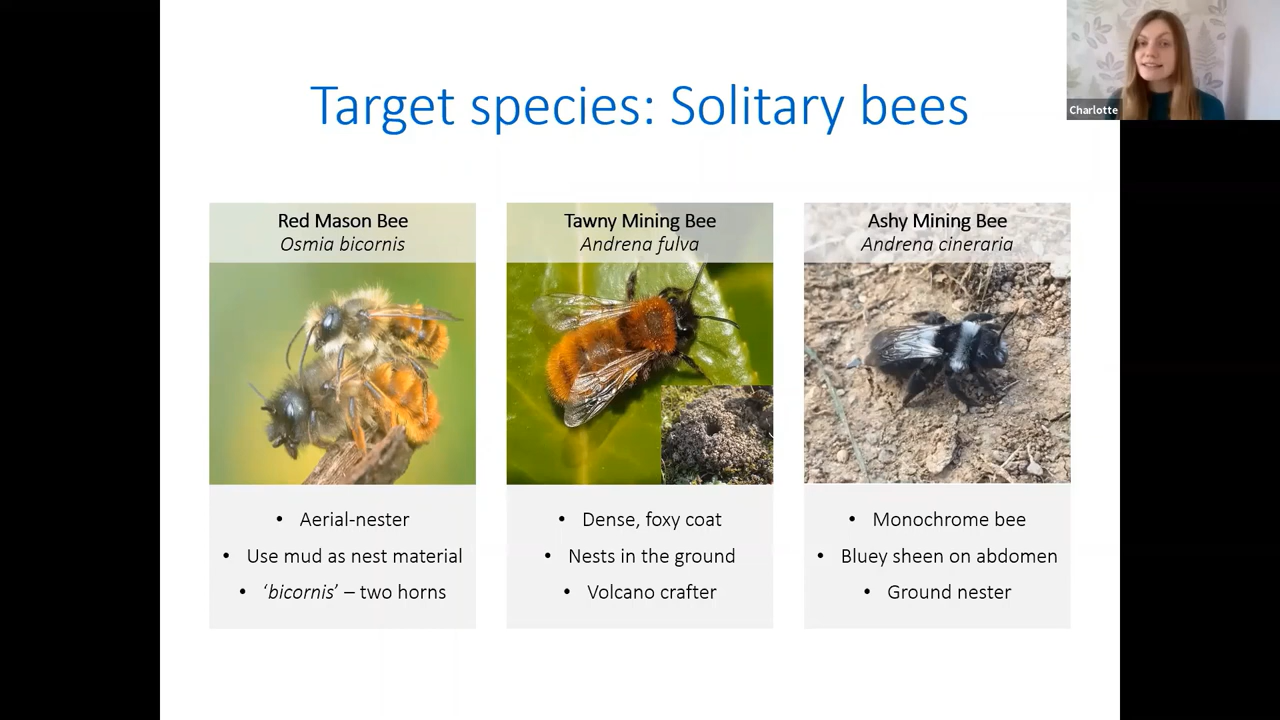 Target species: Solitary bees
Charlotte
Red Mason Bee
Osmia bicornis
• Aerial-nester
• Use mud as nest material
• ‘bicornis’ – two horns
Tawny Mining Bee
Andrena fulva
• Dense, foxy coat
• Nests in the ground
• Volcano crafter
Ashy Mining Bee
Andrena cineraria
• Monochrome bee
• Bluey sheen on abdomen
• Ground nester